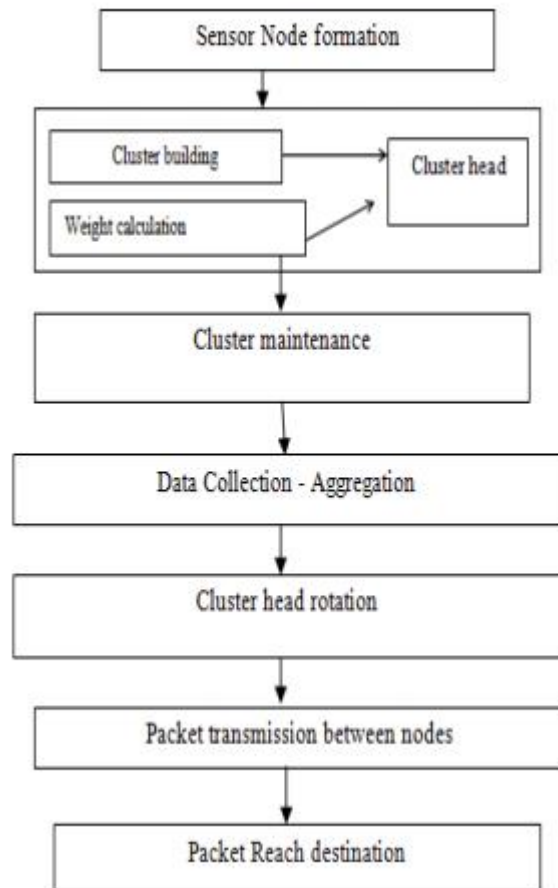 Sensor Node formation
Cluster building
Cluster head
Weight calculation
Cluster maintenance
Data Collection - Aggregation
Cluster head rotation
Packet transmission between nodes
Packet Reach destination